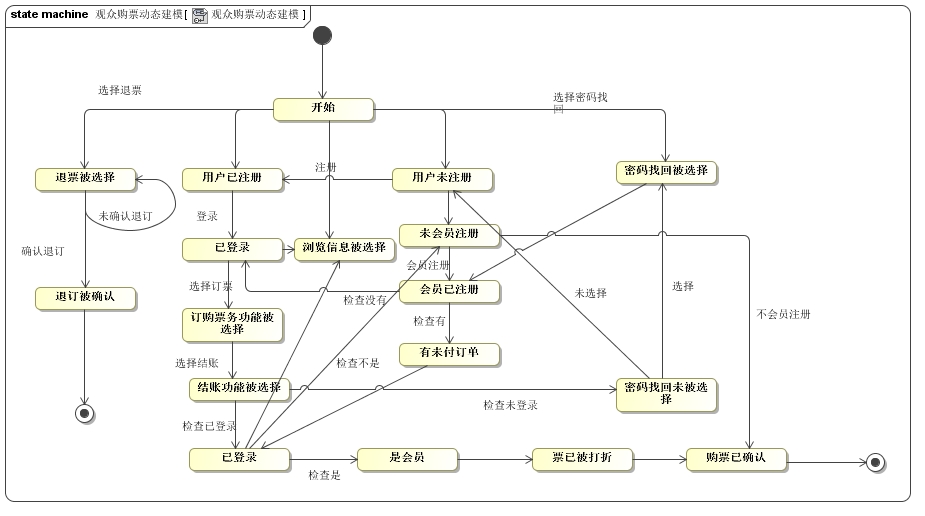 state machine 观众购票动态建模[ 观众购票动态建模 ]
选择退票
开始
选择密码找
回
退票被选择
用户已注册
注册
用户未注册
密码找回被选择
未确认退订
登录
未会员注册
确认退订
已登录
浏览信息被选择
会员注册
选择订票
检查没有
会员已注册
未选择
选择
退订被确认
不会员注册
订购票务功能被
选择
检查有
选择结账
检查不是
有未付订单
结账功能被选择
检查未登录
密码找回未被选
择
检查已登录
已登录
检查是
是会员
票已被打折
购票已确认